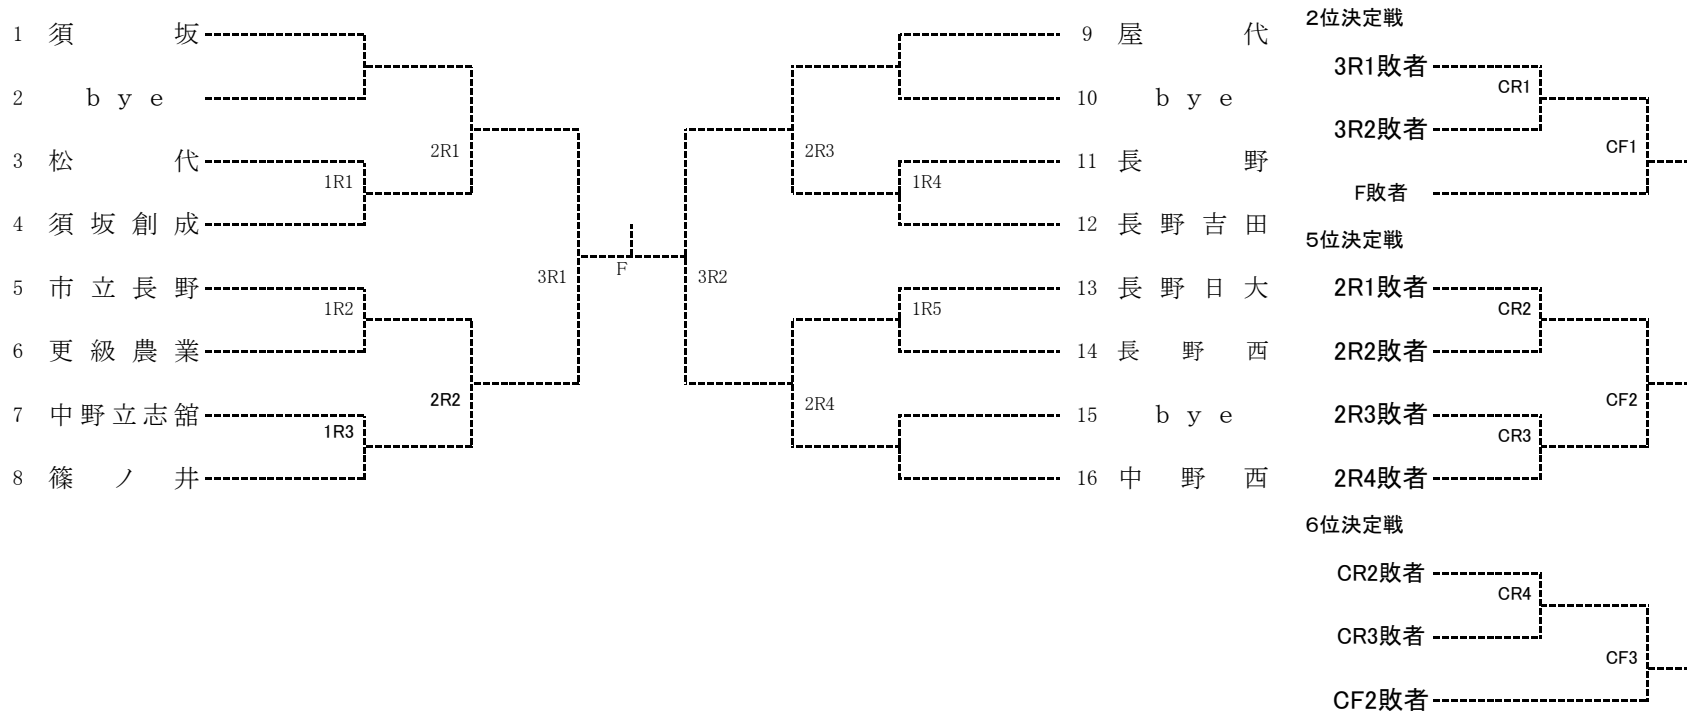 1 須坂
2 bye
3 松代
4 須坂創成
5 市立長野
6 更級農業
7 中野立志舘
8 篠ノ井
1R1
1R2
1R3
2R1
2R2
3R1
F
3R2
2R3
2R4
1R4
1R5
9 屋代
10 bye
11 長野
12 長野吉田
13 長野日大
14 長野西
15 bye
16 中野西
2位決定戦
3R1敗者
CR1
3R2敗者
CF1
F敗者
5位決定戦
2R1敗者
CR2
2R2敗者
CF2
2R3敗者
CR3
2R4敗者
6位決定戦
CR2敗者
CR4
CR3敗者
CF3
CF2敗者